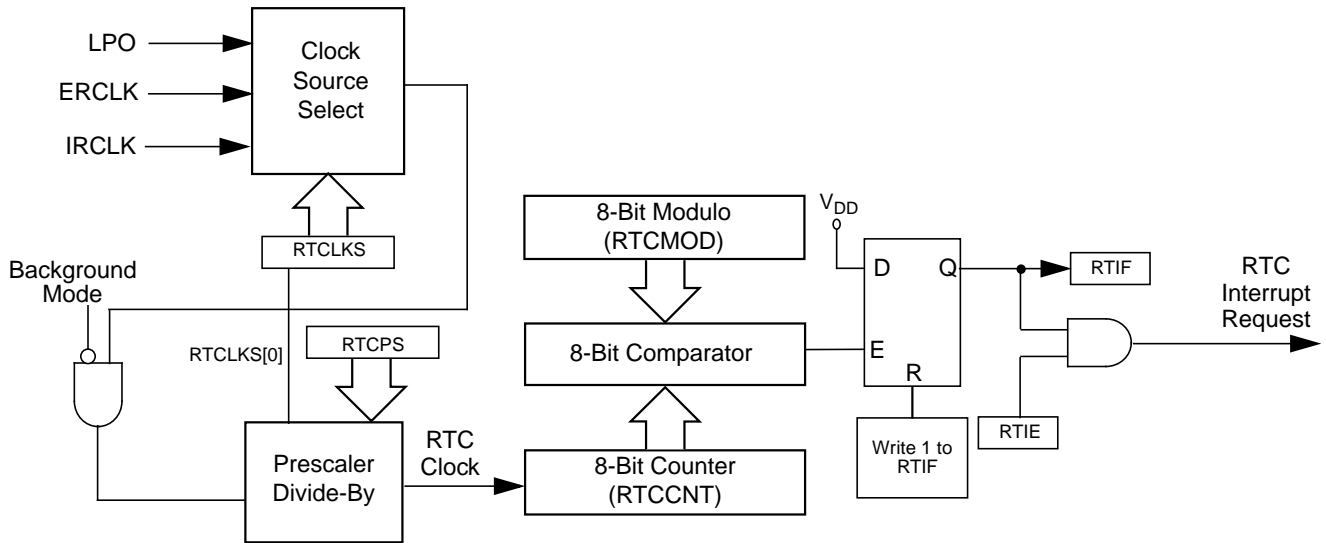 LPO
ERCLK
IRCLK
Clock
Source
Select
RTCLKS
Background
Mode
RTCLKS[0]
RTCPS
Prescaler
Divide-By
RTC
Clock
8-Bit Modulo
(RTCMOD)
8-Bit Comparator
8-Bit Counter
(RTCCNT)
VDD
D
Q
E
R
Write 1 to
RTIF
RTIF
RTIE
RTC
Interrupt
Request